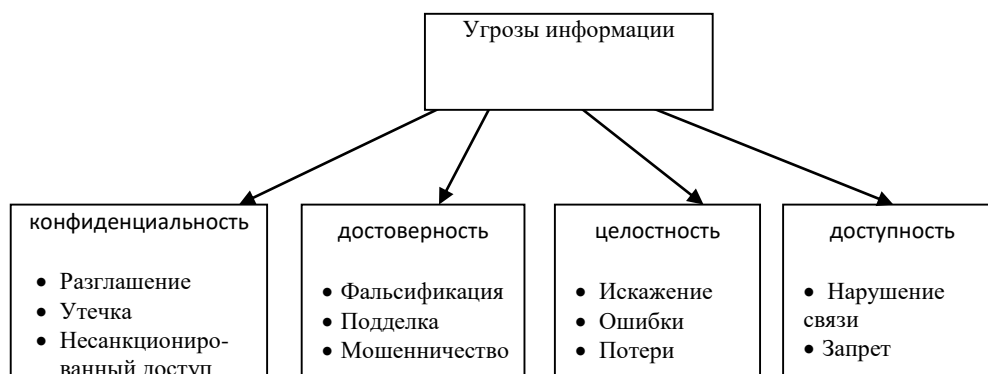 Угрозы информации
конфиденциальность
• Разглашение
• Утечка
• Несанкциониро-
ванный доступ
достоверность
• Фальсификация
• Подделка
• Мошенничество
целостность
• Искажение
• Ошибки
• Потери
доступность
• Нарушение
связи
• Запрет